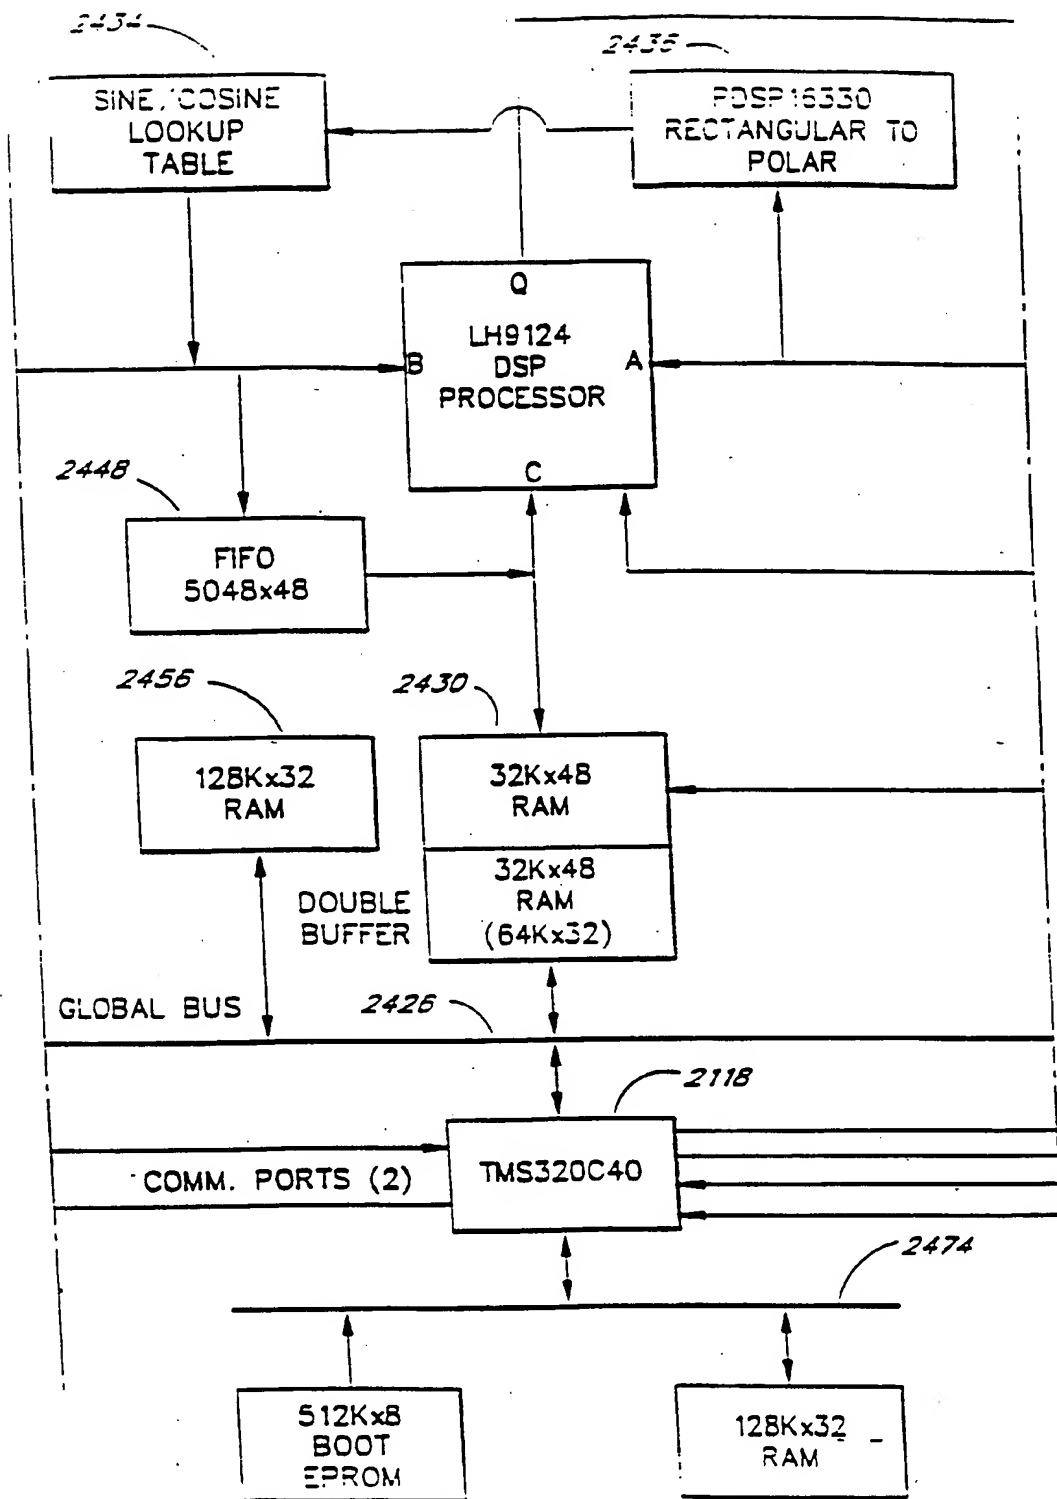 2434
2436
SINE/COSINE
LOOKUP
TABLE
PDSP16330
RECTANGULAR TO
POLAR
Q
LH9124
DSP
PROCESSOR
B
A
C
2448
FIFO
5048x48
2456
2430
128Kx32
RAM
32Kx48
RAM
32Kx48
RAM
(64Kx32)
DOUBLE
BUFFER
GLOBAL BUS
2426
2118
TMS320C40
COMM. PORTS (2)
2474
512Kx8
BOOT
EPROM
128Kx32
RAM